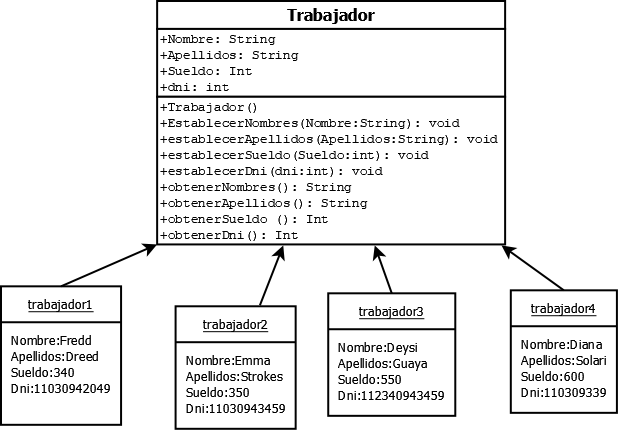 Trabajador
+Nombre: String
+Apellidos: String
+Sueldo: Int
+dni: int
+Trabajador()
+EstablecerNombres(Nombre:String): void
+establecerApellidos(Apellidos:String): void
+establecerSueldo(Sueldo:int): void
+establecerDni(dni:int): void
+obtenerNombres(): String
+obtenerApellidos(): String
+obtenerSueldo (): Int
+obtenerDni(): Int
trabajador1
Nombre:Fredd
Apellidos:Dreed
Sueldo:340
Dni:11030942049
trabajador2
Nombre:Emma
Apellidos:Strokes
Sueldo:350
Dni:11030943459
trabajador3
Nombre:Deysi
Apellidos:Guaya
Sueldo:550
Dni:112340943459
trabajador4
Nombre:Diana
Apellidos:Solari
Sueldo:600
Dni:110309339